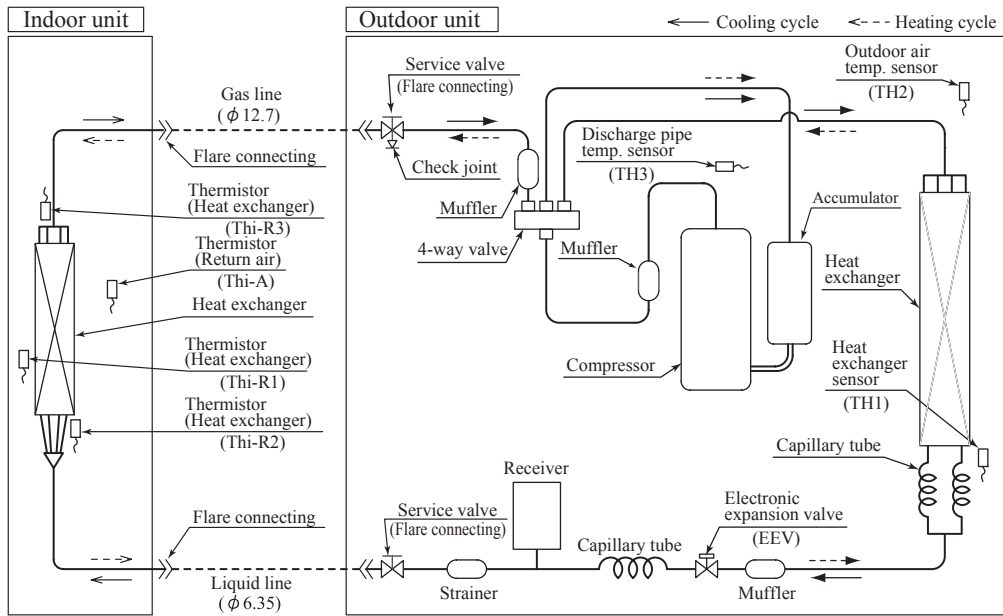 Indoor unit
Outdoor unit
Cooling cycle
Heating cycle
Service valve
(Flare connecting)
Outdoor air
temp. sensor
(TH2)
Gas line
(φ12.7)
Flare connecting
Check joint
Discharge pipe
temp. sensor
(TH3)
Thermistor
(Heat exchanger)
(Thi-R3)
Muffler
Accumulator
4-way valve
Muffler
Thermistor
(Return air)
(Thi-A)
Heat
exchanger
Heat exchanger
Thermistor
(Heat exchanger)
(Thi-R1)
Compressor
Heat
exchanger
sensor
(TH1)
Thermistor
(Heat exchanger)
(Thi-R2)
Capillary tube
Receiver
Flare connecting
Service valve
(Flare connecting)
Electronic
expansion valve
(EEV)
Capillary tube
Liquid line
(φ6.35)
Strainer
Muffler